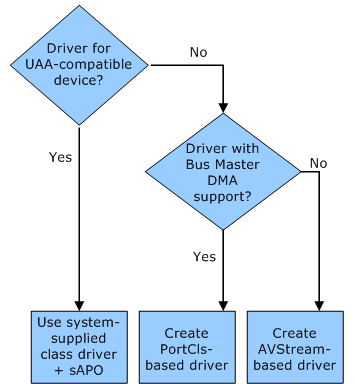 Driver for
UAA-compatible
device?
No
Driver with
Bus Master
DMA
support?
No
Yes
Yes
Use system-
supplied
class driver
+ sAPO
Create
PortCls-
based driver
Create
AVStream-
based driver